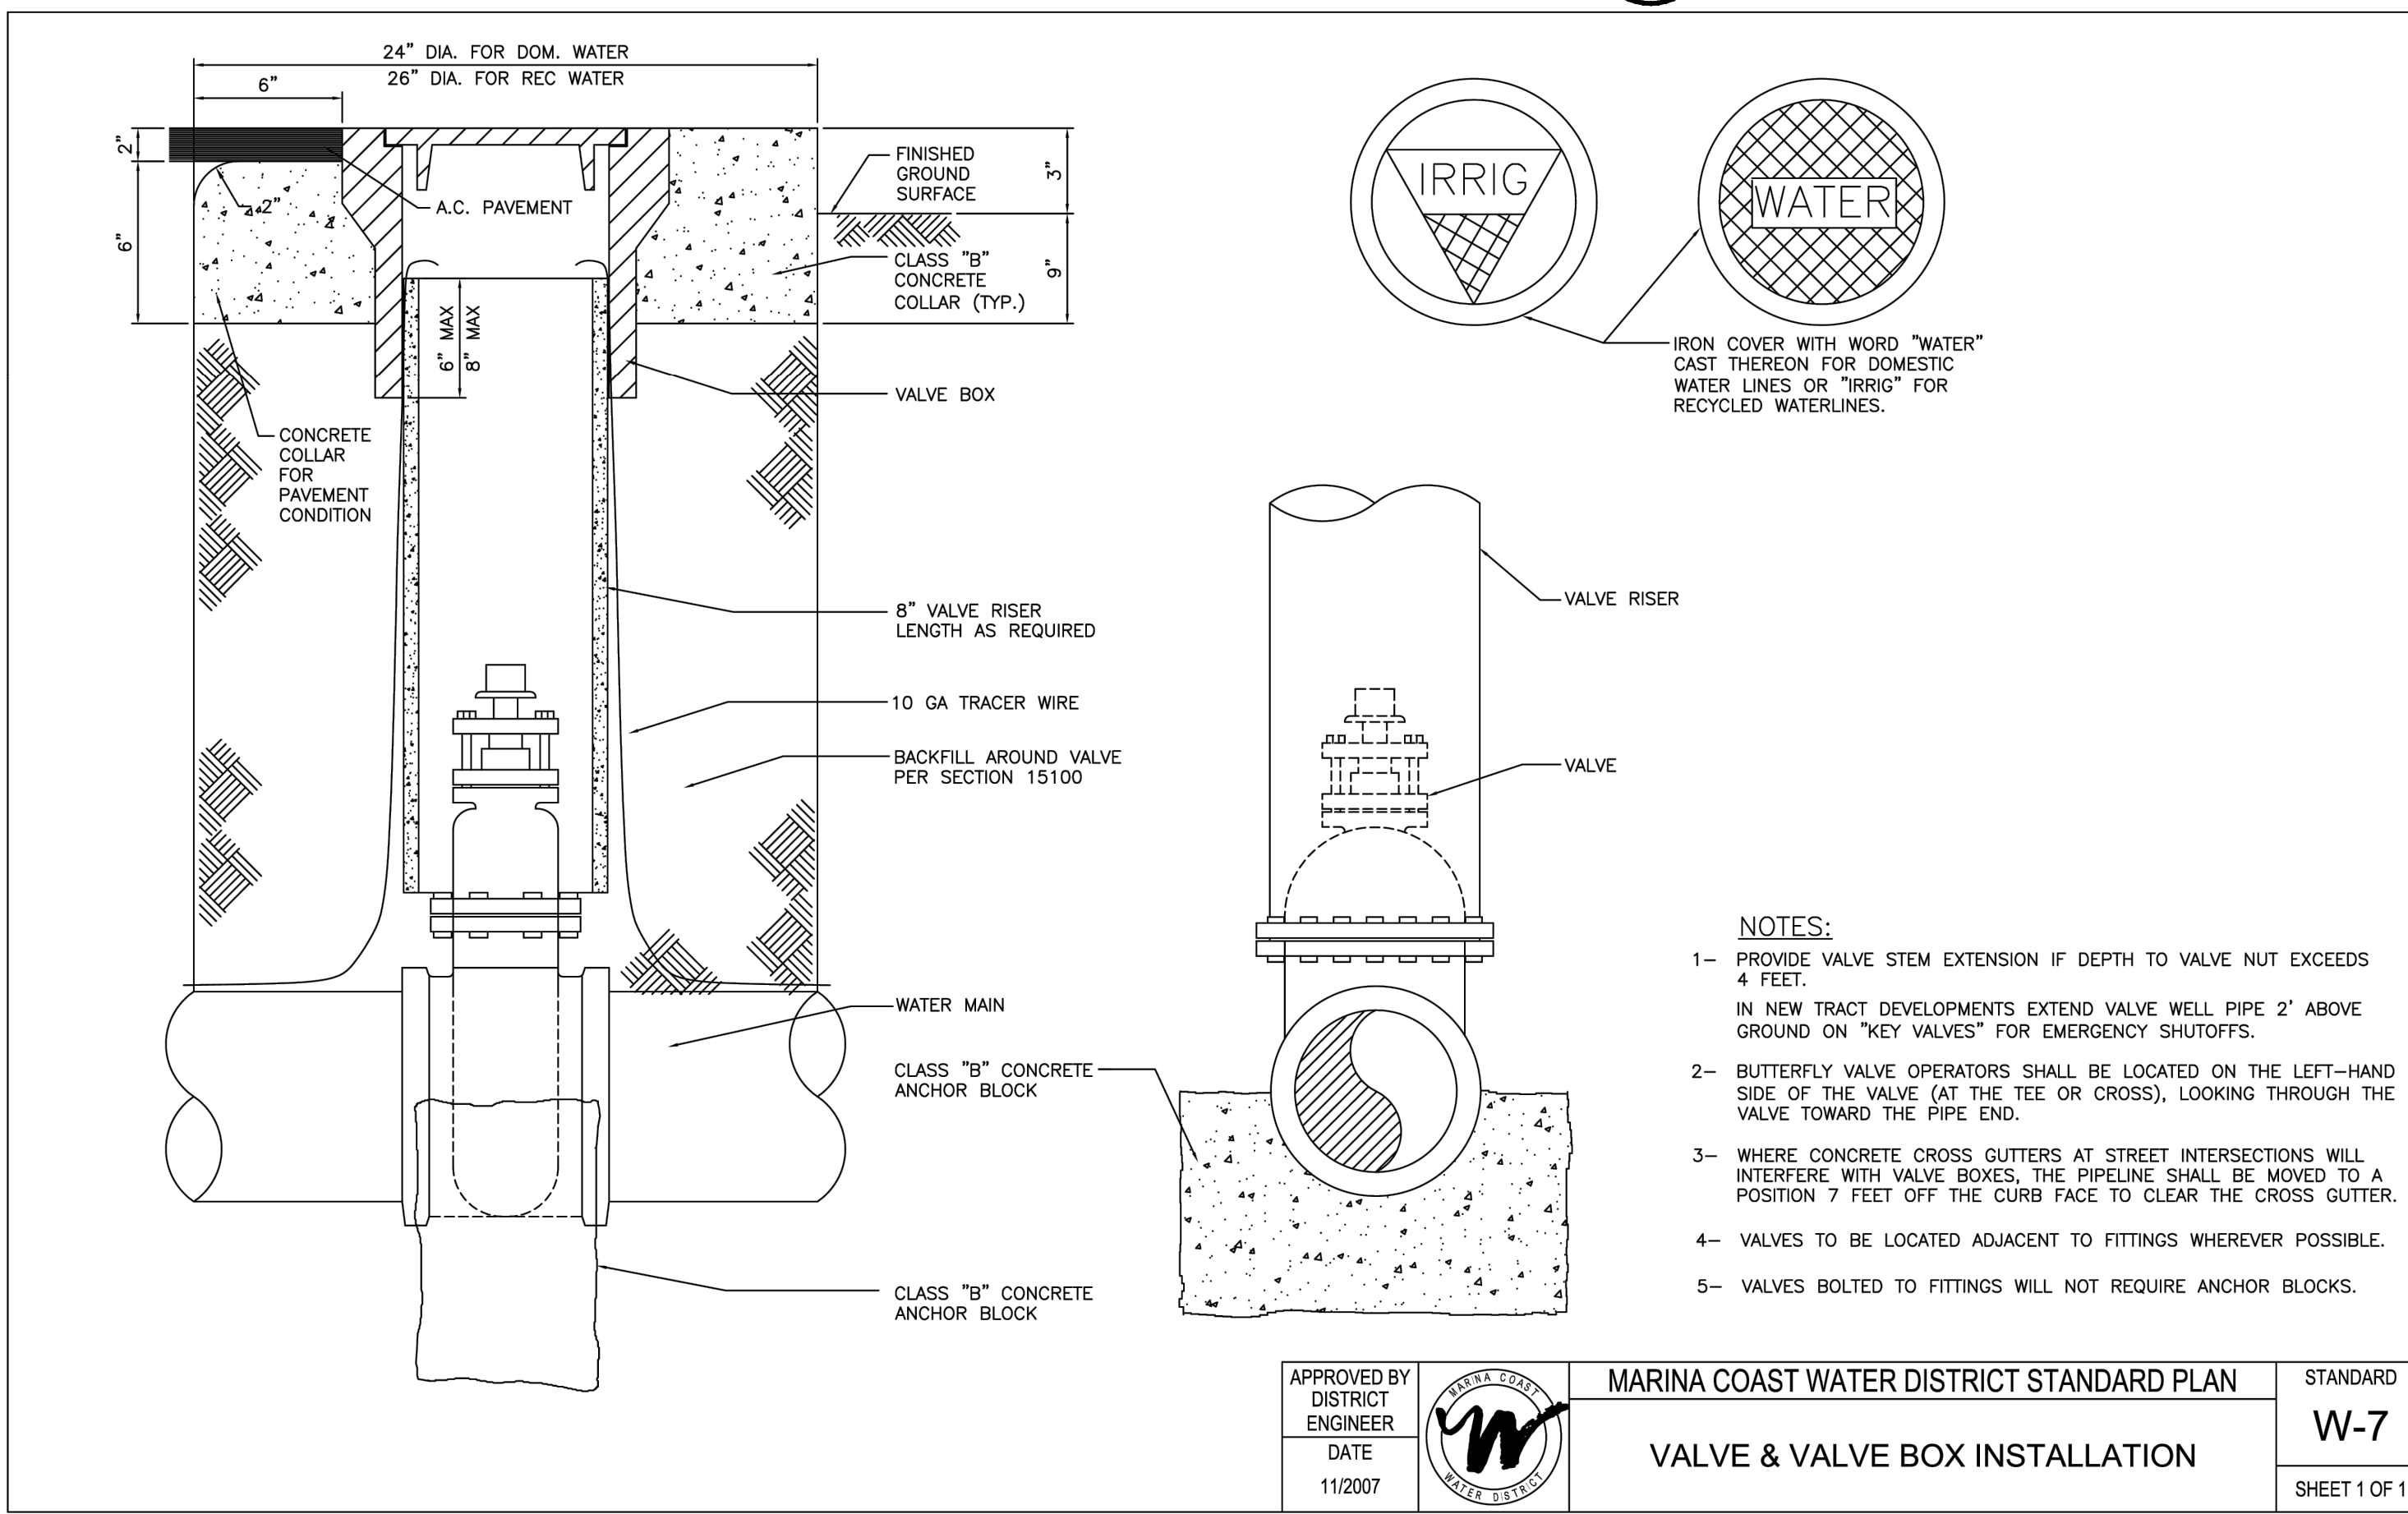 24" DIA. FOR DOM. WATER
26" DIA. FOR REC WATER
6"
2"
6"
2"
A.C. PAVEMENT
FINISHED
GROUND
SURFACE
3"
9"
CLASS "B"
CONCRETE
COLLAR (TYP.)
6" MAX
8" MAX
VALVE BOX
CONCRETE
COLLAR
FOR
PAVEMENT
CONDITION
8" VALVE RISER
LENGTH AS REQUIRED
10 GA TRACER WIRE
BACKFILL AROUND VALVE
PER SECTION 15100
WATER MAIN
CLASS "B" CONCRETE
ANCHOR BLOCK
CLASS "B" CONCRETE
ANCHOR BLOCK
IRRIG
WATER
IRON COVER WITH WORD "WATER"
CAST THEREON FOR DOMESTIC
WATER LINES OR "IRRIG" FOR
RECYCLED WATERLINES.
VALVE RISER
VALVE
NOTES:
1– PROVIDE VALVE STEM EXTENSION IF DEPTH TO VALVE NUT EXCEEDS
4 FEET.
IN NEW TRACT DEVELOPMENTS EXTEND VALVE WELL PIPE 2' ABOVE
GROUND ON "KEY VALVES" FOR EMERGENCY SHUTOFFS.
2– BUTTERFLY VALVE OPERATORS SHALL BE LOCATED ON THE LEFT–HAND
SIDE OF THE VALVE (AT THE TEE OR CROSS), LOOKING THROUGH THE
VALVE TOWARD THE PIPE END.
3– WHERE CONCRETE CROSS GUTTERS AT STREET INTERSECTIONS WILL
INTERFERE WITH VALVE BOXES, THE PIPELINE SHALL BE MOVED TO A
POSITION 7 FEET OFF THE CURB FACE TO CLEAR THE CROSS GUTTER.
4– VALVES TO BE LOCATED ADJACENT TO FITTINGS WHEREVER POSSIBLE.
5– VALVES BOLTED TO FITTINGS WILL NOT REQUIRE ANCHOR BLOCKS.
APPROVED BY
DISTRICT
ENGINEER
DATE
11/2007
MARINA COAST
WATER DISTRICT
MARINA COAST WATER DISTRICT STANDARD PLAN
VALVE & VALVE BOX INSTALLATION
STANDARD
W-7
SHEET 1 OF 1